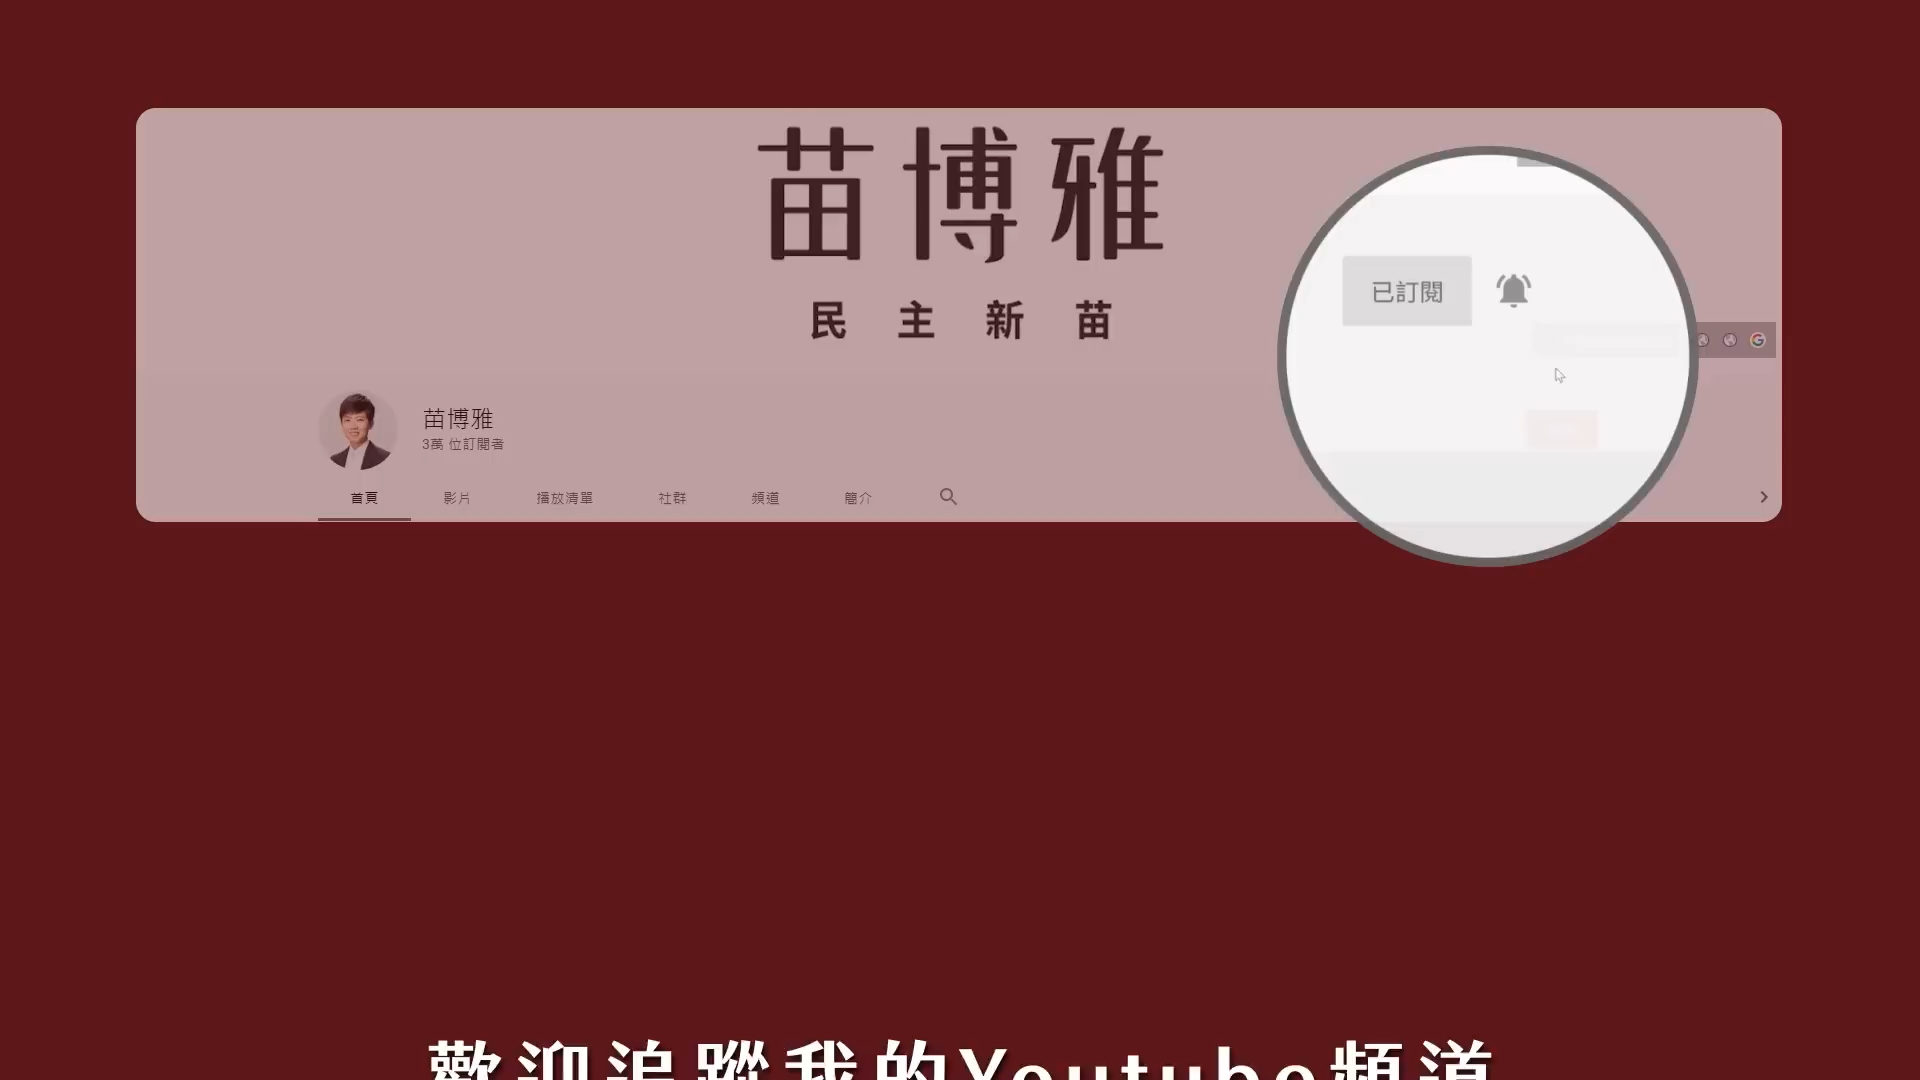 苗博雅
民主新苗
已訂閱
苗博雅
3萬 位訂閱者
首頁 影片 播放清單 社群 頻道 簡介
歡迎追蹤我的Youtube頻道